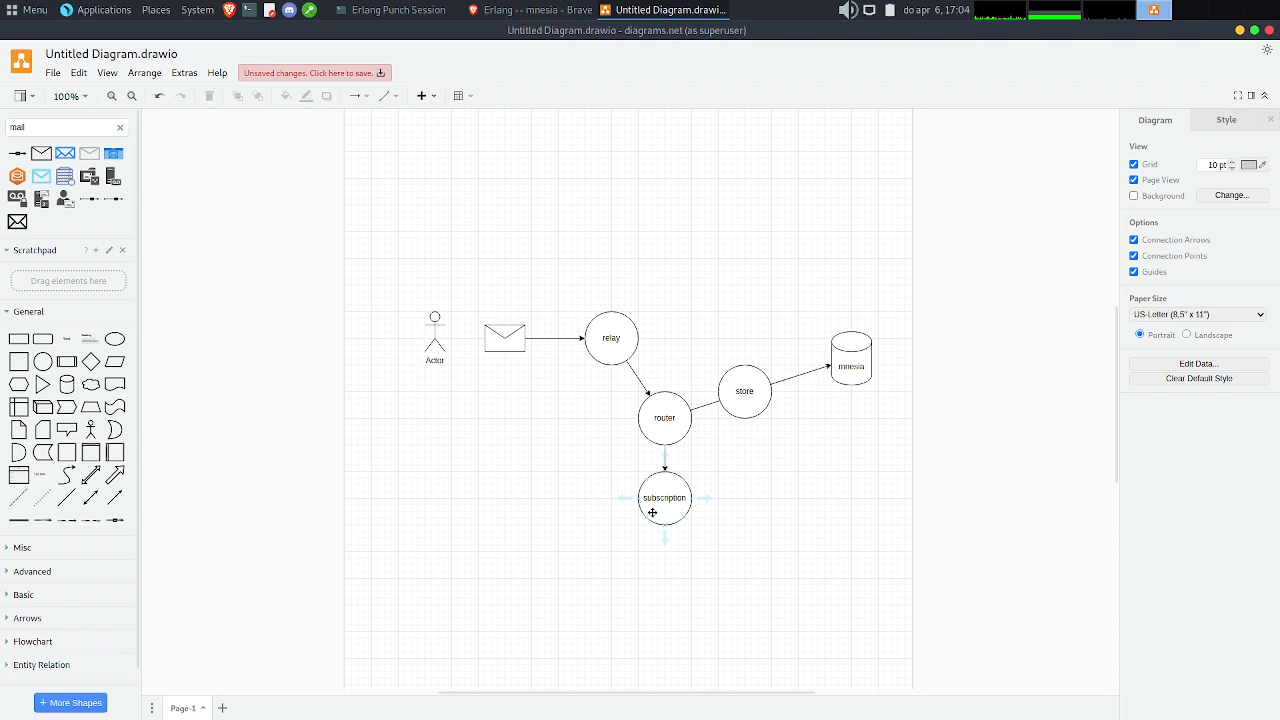 Menu Applications Places System Erlang Punch Session Erlang -- mnesia - Brave Untitled Diagram.drawi... do apr 6, 17:04
Untitled Diagram.drawio - diagrams.net (as superuser)
Untitled Diagram.drawio
File Edit View Arrange Extras Help Unsaved changes. Click here to save.
100%
mail
Diagram Style
View
Grid 10 pt
Page View
Background Change...
Options
Connection Arrows
Connection Points
Guides
Paper Size
US-Letter (8,5" x 11")
Portrait Landscape
Edit Data...
Clear Default Style
Scratchpad ?
Drag elements here
General
Misc
Advanced
Basic
Arrows
Flowchart
Entity Relation
+ More Shapes
Actor
relay
router
store
mnesia
subscription
Page-1